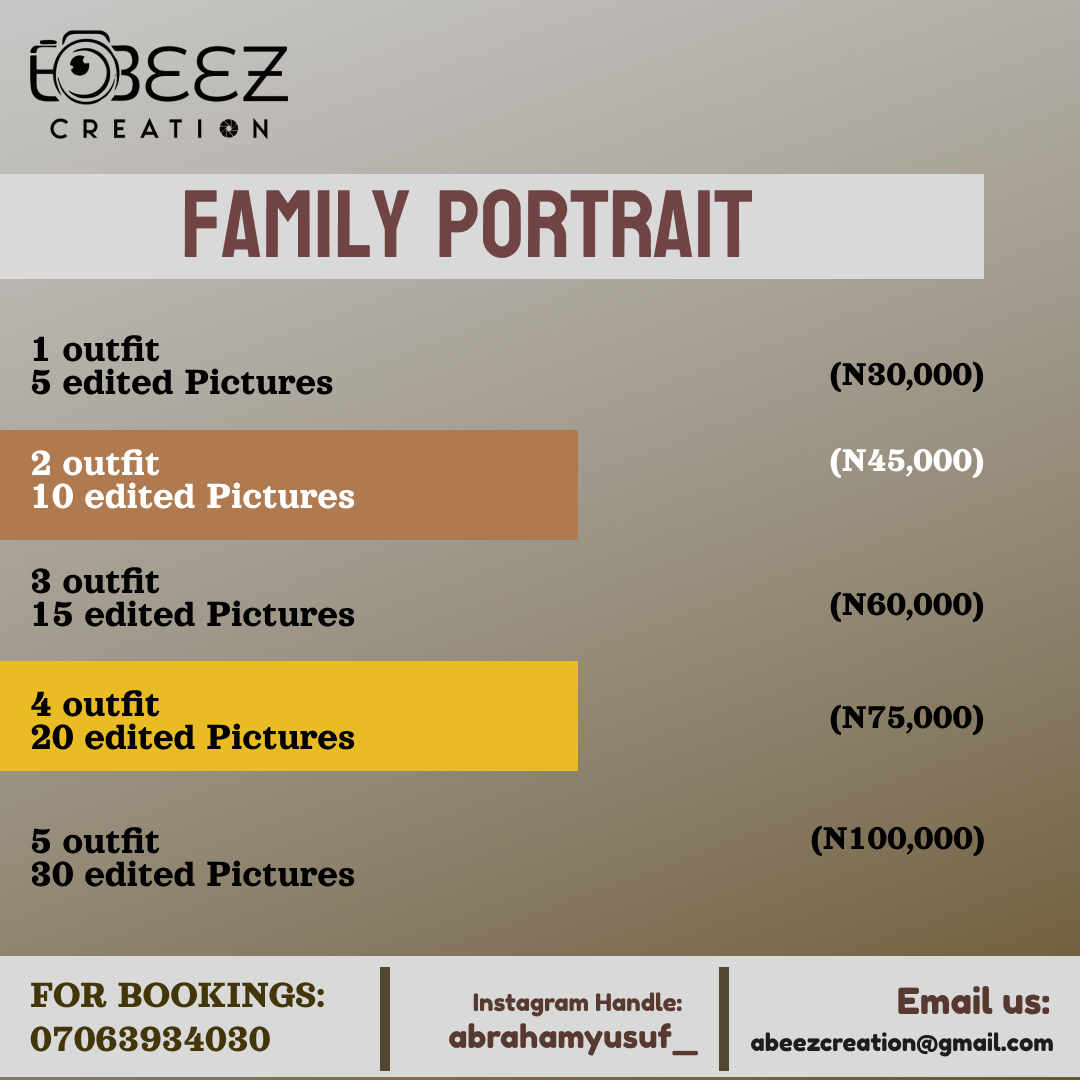 EOBEEZ
CREATION
FAMILY PORTRAIT
1 outfit
5 edited Pictures
(N30,000)
2 outfit
10 edited Pictures
(N45,000)
3 outfit
15 edited Pictures
(N60,000)
4 outfit
20 edited Pictures
(N75,000)
5 outfit
30 edited Pictures
(N100,000)
FOR BOOKINGS:
07063934030
Instagram Handle:
abrahamyusuf_
Email us:
abeezcreation@gmail.com